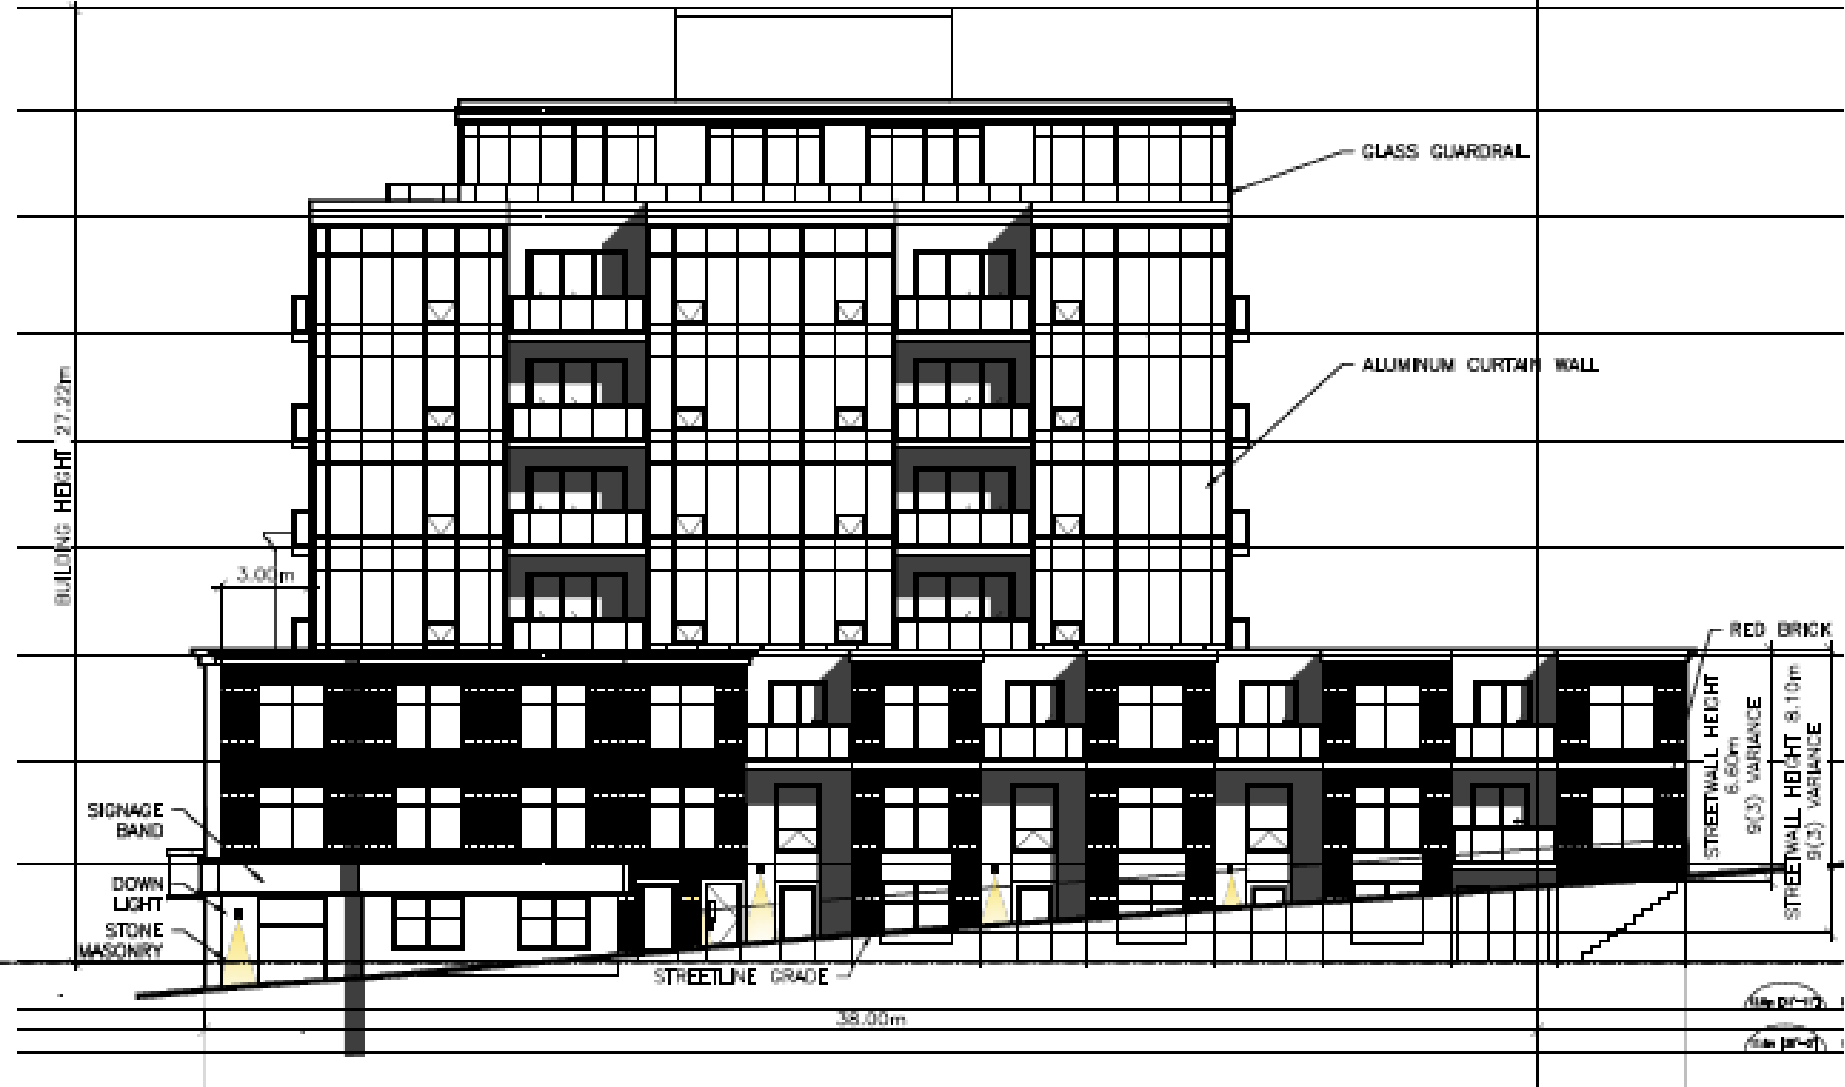 GLASS GUARDRAIL
ALUMINUM CURTAIN WALL
BUILDING HEIGHT 27.22m
3.00m
RED BRICK
STREETWALL HEIGHT
6.60m
9(3) VARIANCE
STREETWALL HEIGHT 8.10m
9(3) VARIANCE
SIGNAGE
BAND
DOWN
LIGHT
STONE
MASONRY
STREETLINE GRADE
38.00m